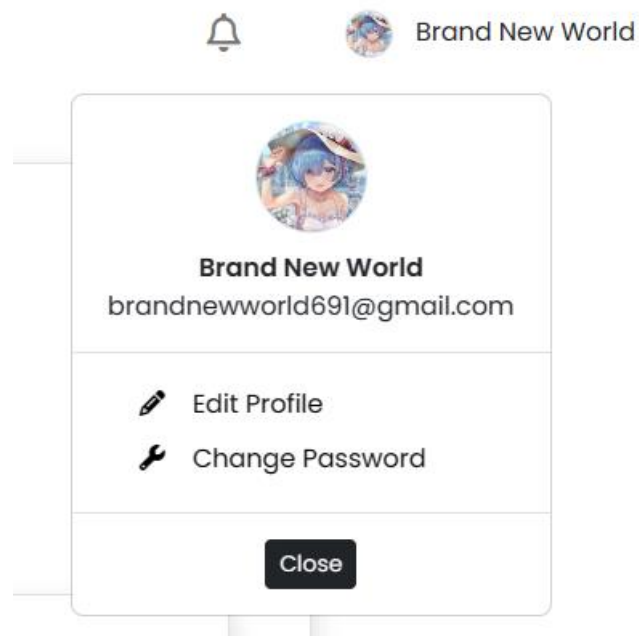 Brand New World
Brand New World
brandnewworld691@gmail.com
Edit Profile
Change Password
Close